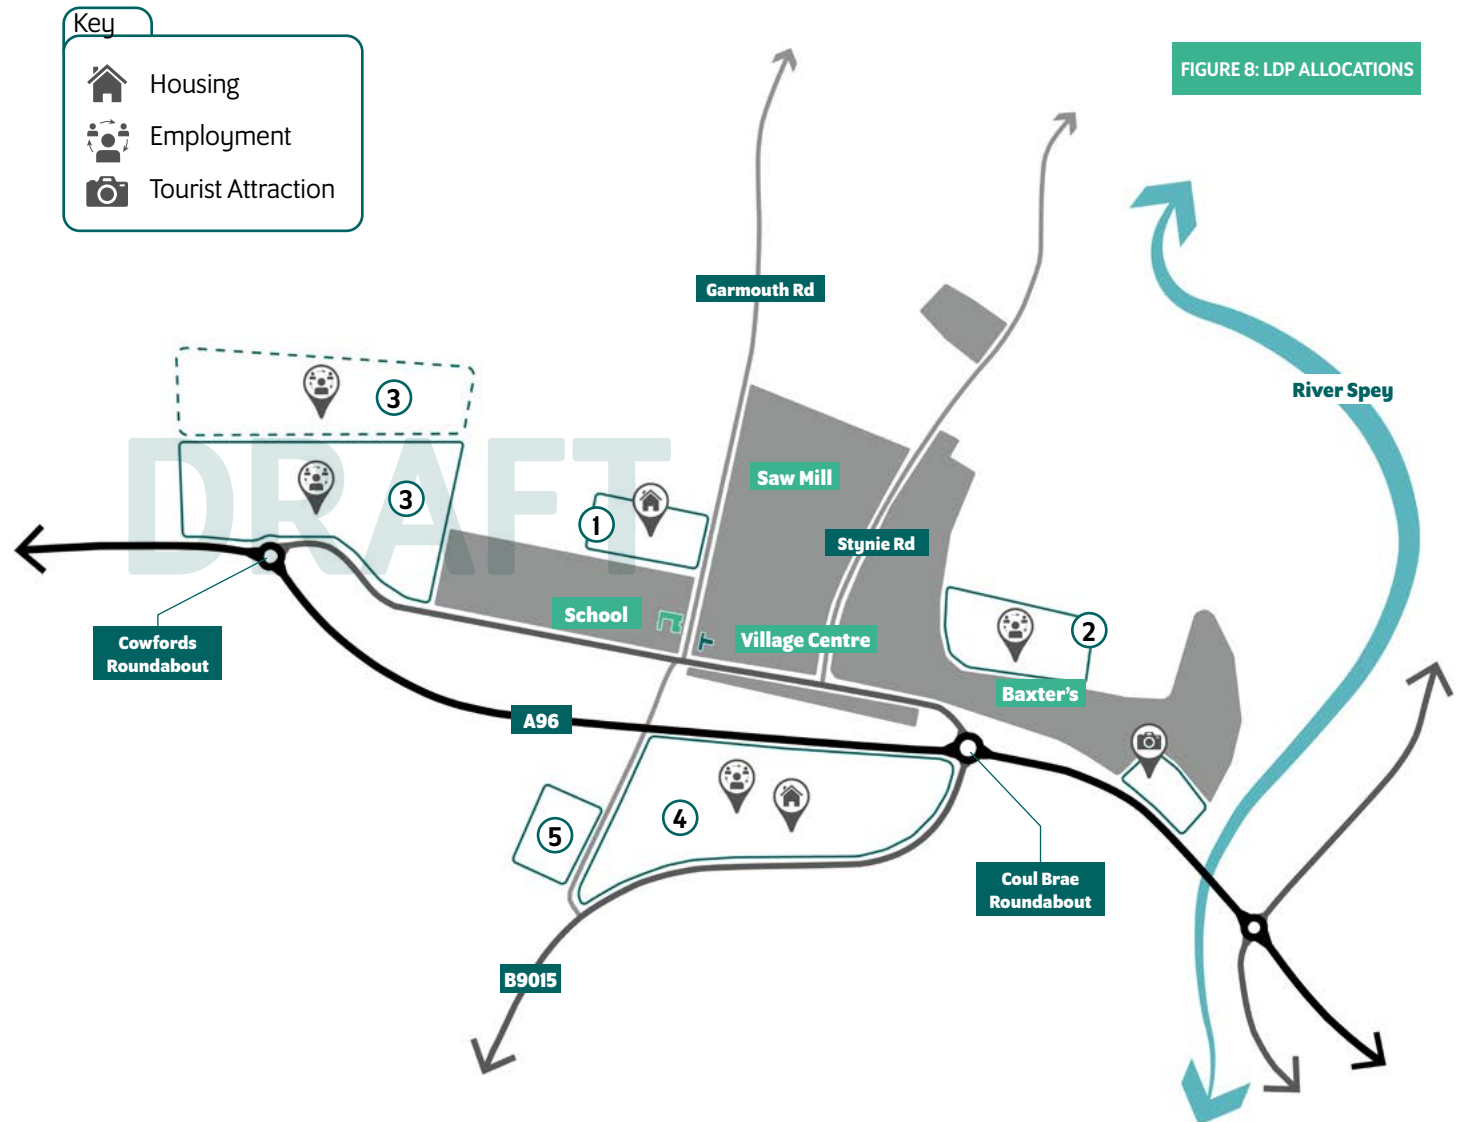 Key
Housing
Employment
Tourist Attraction
FIGURE 8: LDP ALLOCATIONS
Garmouth Rd
River Spey
3
DRAFT
Saw Mill
3
1
Stynie Rd
School
Village Centre
2
Cowfords
Roundabout
Baxter's
A96
4
5
Coul Brae
Roundabout
B9015